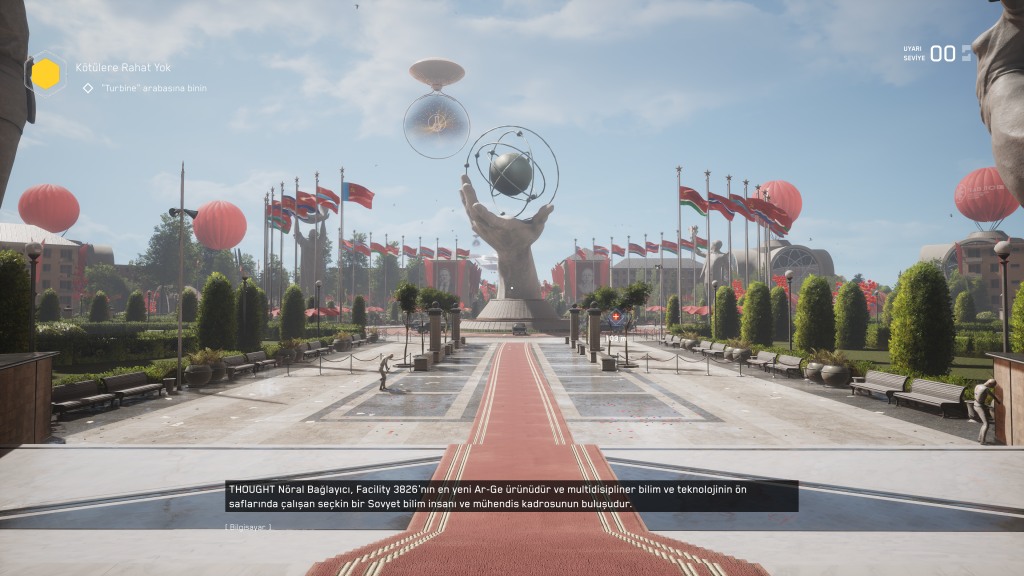 Kötülere Rahat Yok
"Turbine" arabasına binin
UYARI
SEVİYE 00
THOUGHT Nöral Bağlayıcı, Facility 3826'nın en yeni Ar-Ge ürünüdür ve multidisipliner bilim ve teknolojinin ön
saflarında çalışan seçkin bir Sovyet bilim insanı ve mühendis kadrosunun buluşudur.
[ Bilgisayar ]